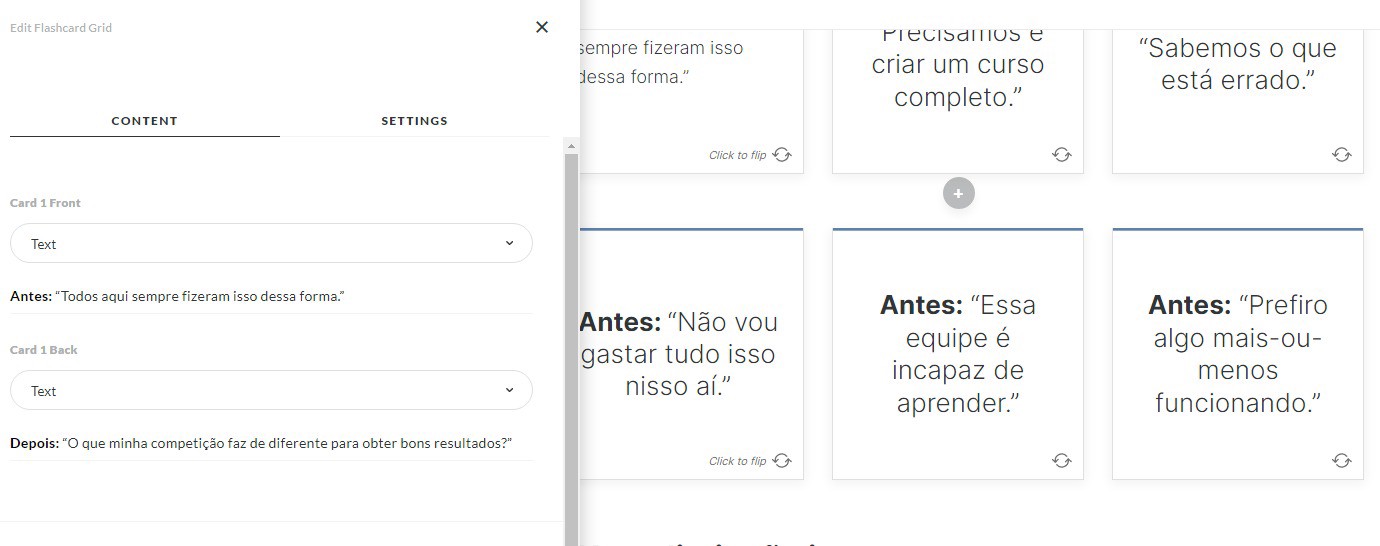 Edit Flashcard Grid
CONTENT
SETTINGS
Card 1 Front
Text
Antes: “Todos aqui sempre fizeram isso dessa forma.”
Card 1 Back
Text
Depois: “O que minha competição faz de diferente para obter bons resultados?”
sempre fizeram isso
dessa forma.”
Click to flip
Precisamos é
criar um curso
completo.”
“Sabemos o que
está errado.”
+
Antes: “Não vou
gastar tudo isso
nisso aí.”
Click to flip
Antes: “Essa
equipe é
incapaz de
aprender.”
Antes: “Prefiro
algo mais-ou-
menos
funcionando.”